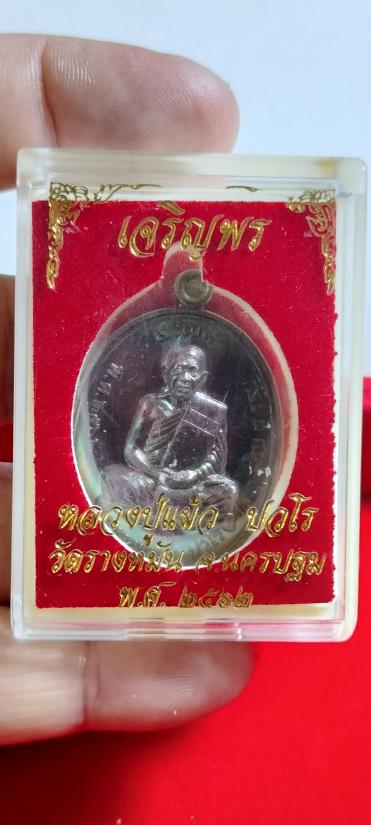 เจริญพร
หลวงปู่แผ้ว ปวโร
วัดรางหมัน จ.นครปฐม
พ.ศ. ๒๕๖๒